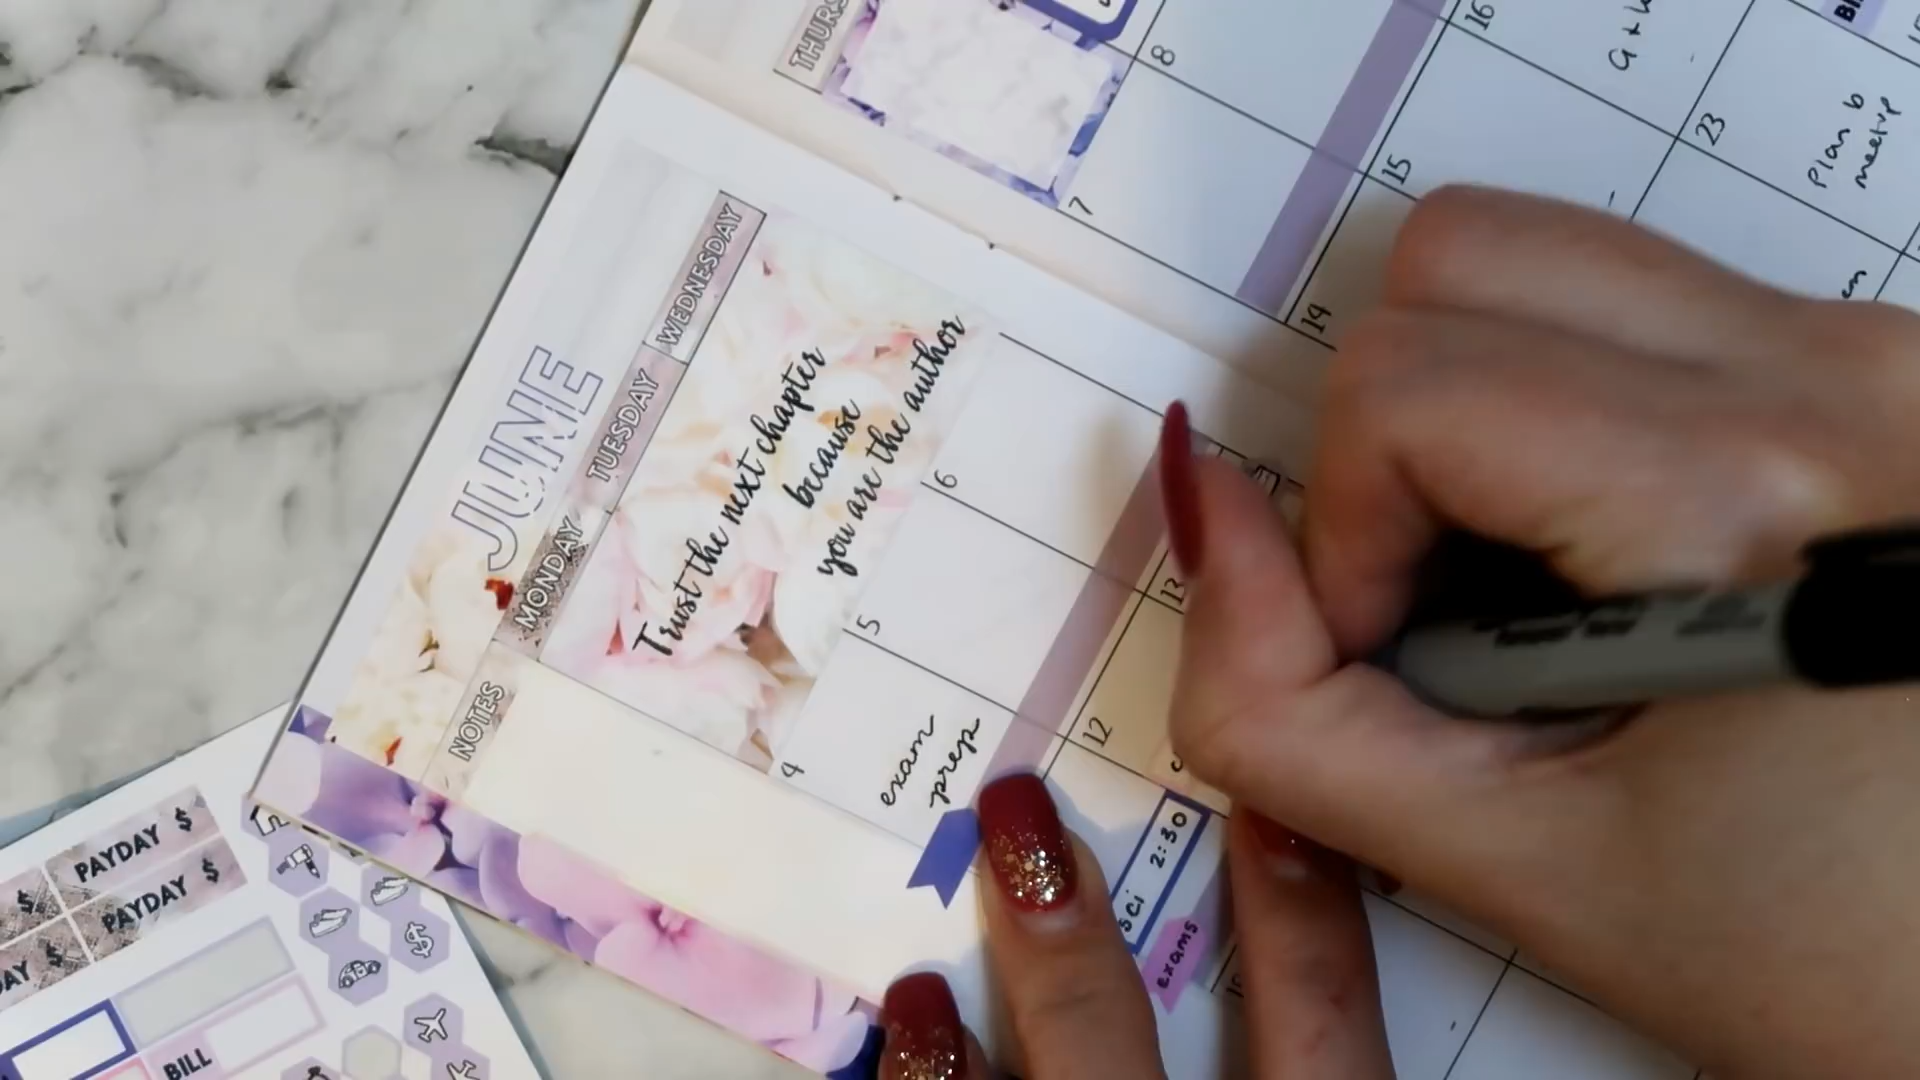 JUNE
MONDAY
TUESDAY
WEDNESDAY
NOTES
Trust the next chapter
because
you are the author
4
5
6
7
8
12
13
14
15
16
23
exam
prep
sci 2:30
exams
Plan b
meetup
PAYDAY $
PAYDAY $
$
$
$
BILL